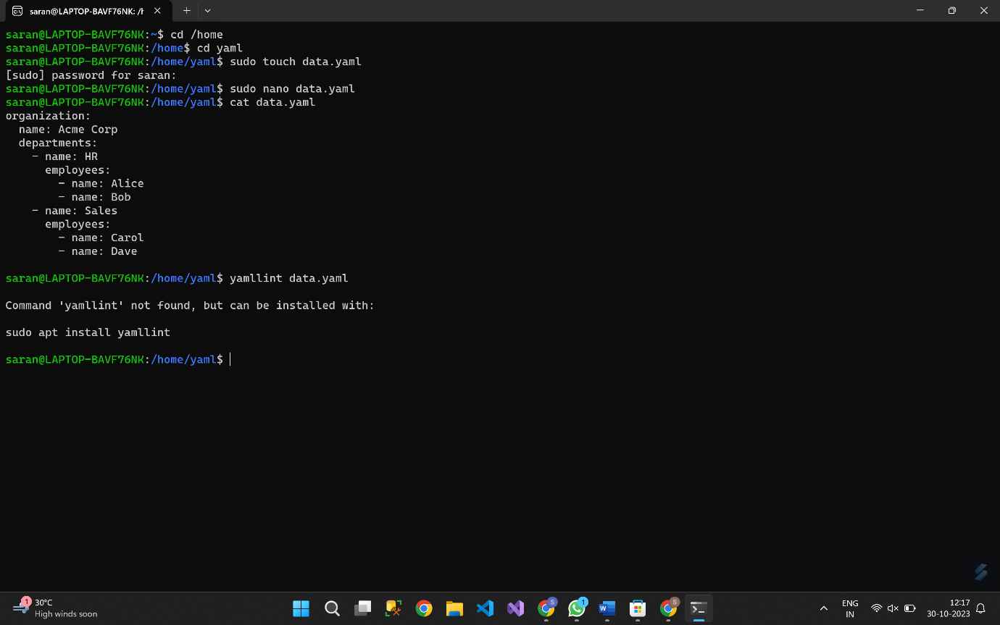 saran@LAPTOP-BAVF76NK: /h
saran@LAPTOP-BAVF76NK:~$ cd /home
saran@LAPTOP-BAVF76NK:/home$ cd yaml
saran@LAPTOP-BAVF76NK:/home/yaml$ sudo touch data.yaml
[sudo] password for saran:
saran@LAPTOP-BAVF76NK:/home/yaml$ sudo nano data.yaml
saran@LAPTOP-BAVF76NK:/home/yaml$ cat data.yaml
organization:
  name: Acme Corp
  departments:
    - name: HR
      employees:
        - name: Alice
        - name: Bob
    - name: Sales
      employees:
        - name: Carol
        - name: Dave
saran@LAPTOP-BAVF76NK:/home/yaml$ yamllint data.yaml
Command 'yamllint' not found, but can be installed with:
sudo apt install yamllint
saran@LAPTOP-BAVF76NK:/home/yaml$
1
30°C
High winds soon
S
1
W
S
ENG
IN
12:17
30-10-2023